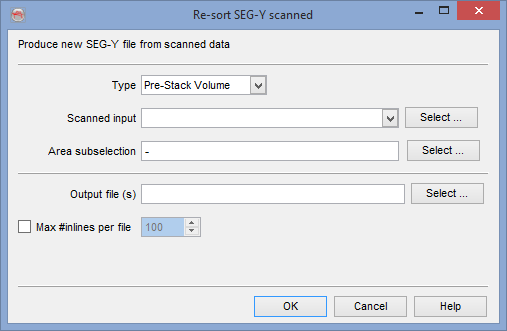 Re-sort SEG-Y scanned
Produce new SEG-Y file from scanned data
Type Pre-Stack Volume
Scanned input Select ...
Area subselection - Select ...
Output file (s) Select ...
Max #inlines per file 100
OK Cancel Help